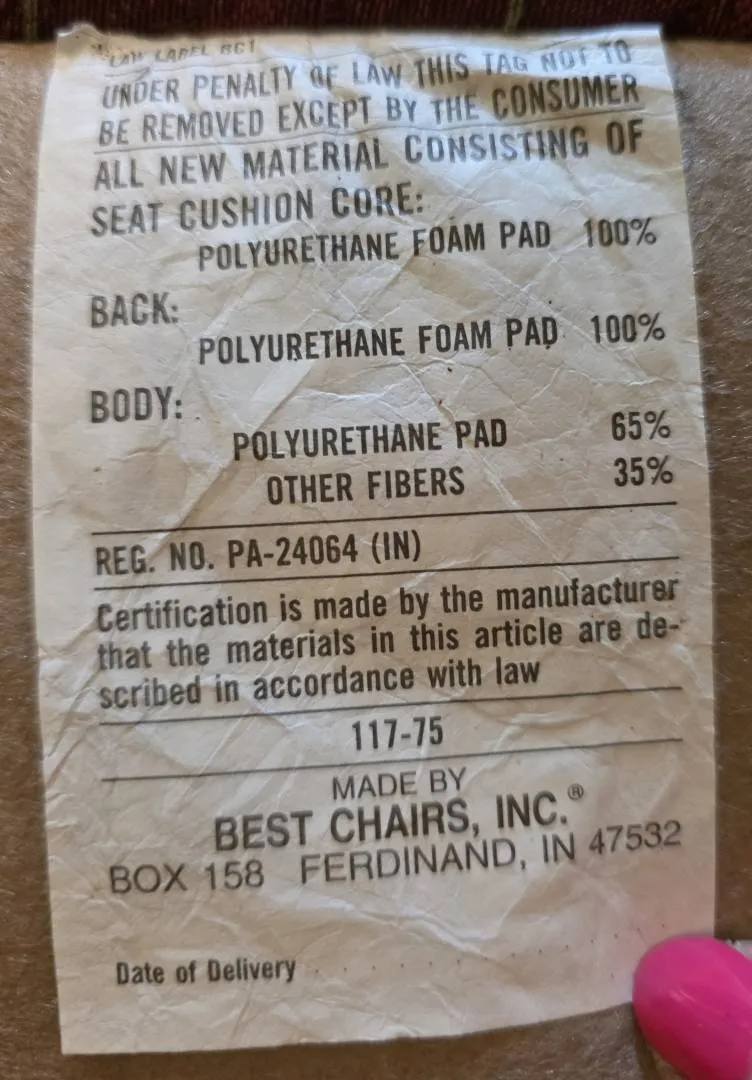 LAW LABEL RG1
UNDER PENALTY OF LAW THIS TAG NOT TO
BE REMOVED EXCEPT BY THE CONSUMER
ALL NEW MATERIAL CONSISTING OF
SEAT CUSHION CORE:
POLYURETHANE FOAM PAD 100%
BACK:
POLYURETHANE FOAM PAD 100%
BODY:
POLYURETHANE PAD 65%
OTHER FIBERS 35%
REG. NO. PA-24064 (IN)
Certification is made by the manufacturer
that the materials in this article are de-
scribed in accordance with law
117-75
MADE BY
BEST CHAIRS, INC.®
BOX 158 FERDINAND, IN 47532
Date of Delivery